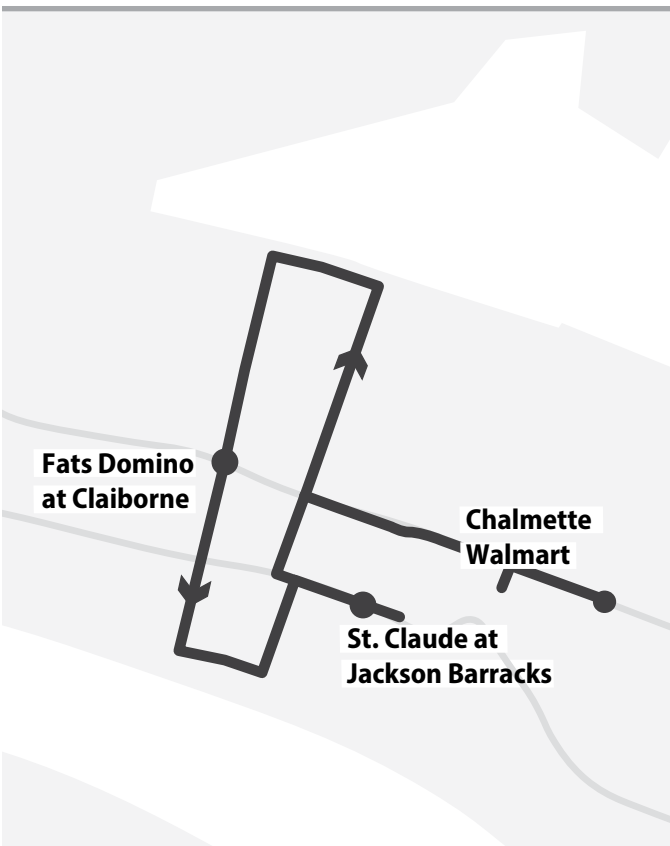 Fats Domino
at Claiborne
Chalmette
Walmart
St. Claude at
Jackson Barracks